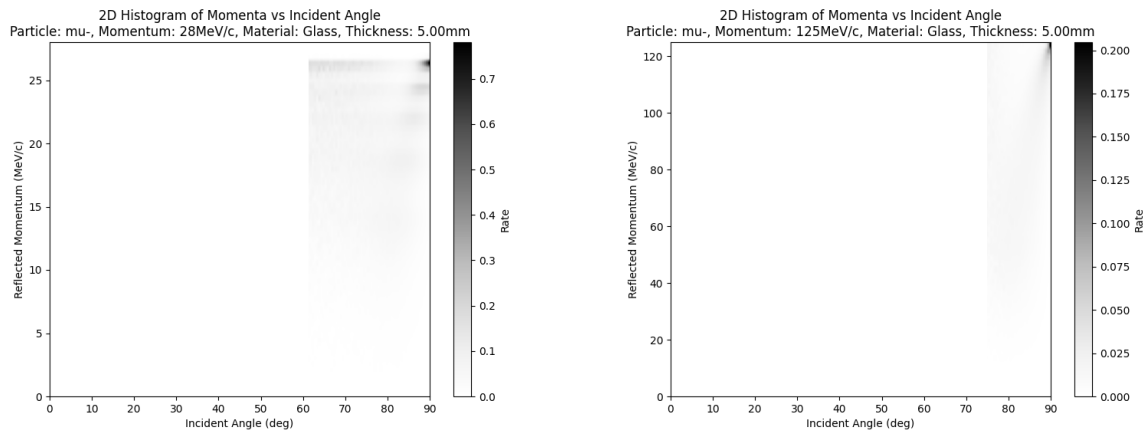 2D Histogram of Momenta vs Incident Angle
Particle: mu-, Momentum: 28MeV/c, Material: Glass, Thickness: 5.00mm
Reflected Momentum (MeV/c)
25
20
15
10
5
0
0 10 20 30 40 50 60 70 80 90
Incident Angle (deg)
0.7
0.6
0.5
0.4
0.3
0.2
0.1
0.0
Rate
2D Histogram of Momenta vs Incident Angle
Particle: mu-, Momentum: 125MeV/c, Material: Glass, Thickness: 5.00mm
Reflected Momentum (MeV/c)
120
100
80
60
40
20
0
0 10 20 30 40 50 60 70 80 90
Incident Angle (deg)
0.200
0.175
0.150
0.125
0.100
0.075
0.050
0.025
0.000
Rate